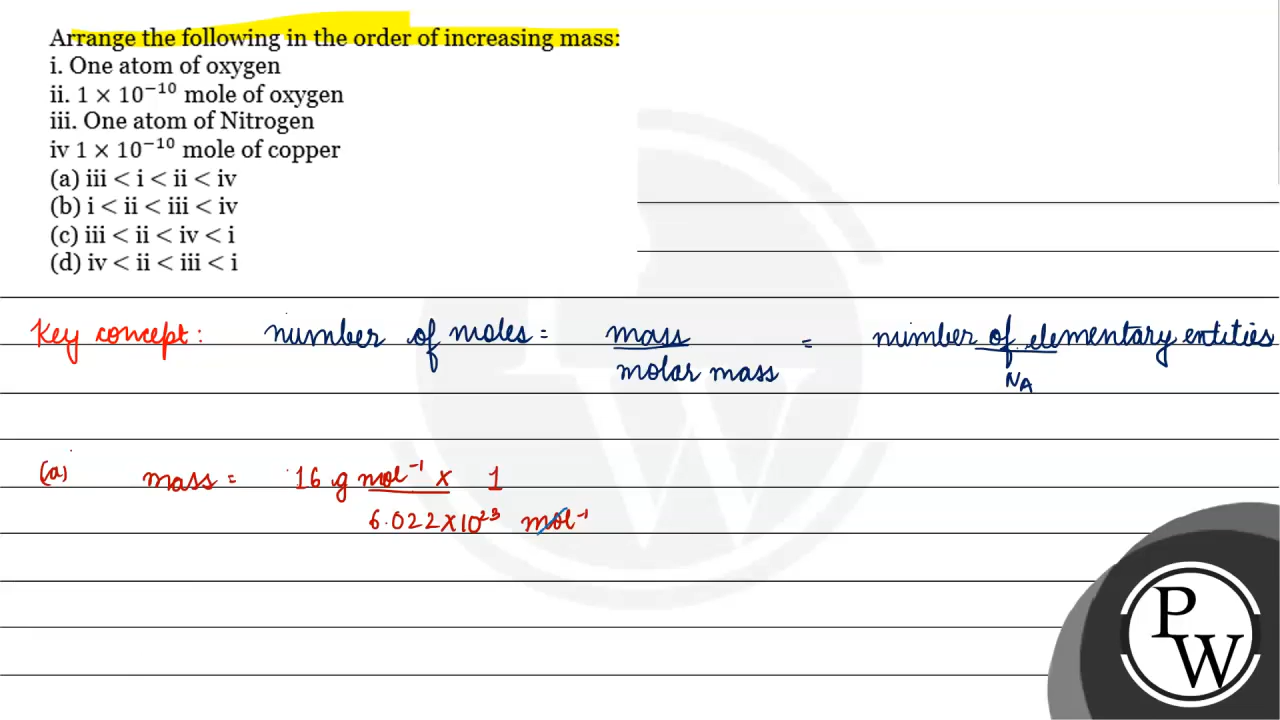 Arrange the following in the order of increasing mass:
i. One atom of oxygen
ii. 1 × 10⁻¹⁰ mole of oxygen
iii. One atom of Nitrogen
iv 1 × 10⁻¹⁰ mole of copper
(a) iii < i < ii < iv
(b) i < ii < iii < iv
(c) iii < ii < iv < i
(d) iv < ii < iii < i
Key concept: number of moles = mass / molar mass = number of elementary entities / NA
(a) mass = 16 g mol⁻¹ × 1 / 6.022×10²³ mol⁻¹
PW